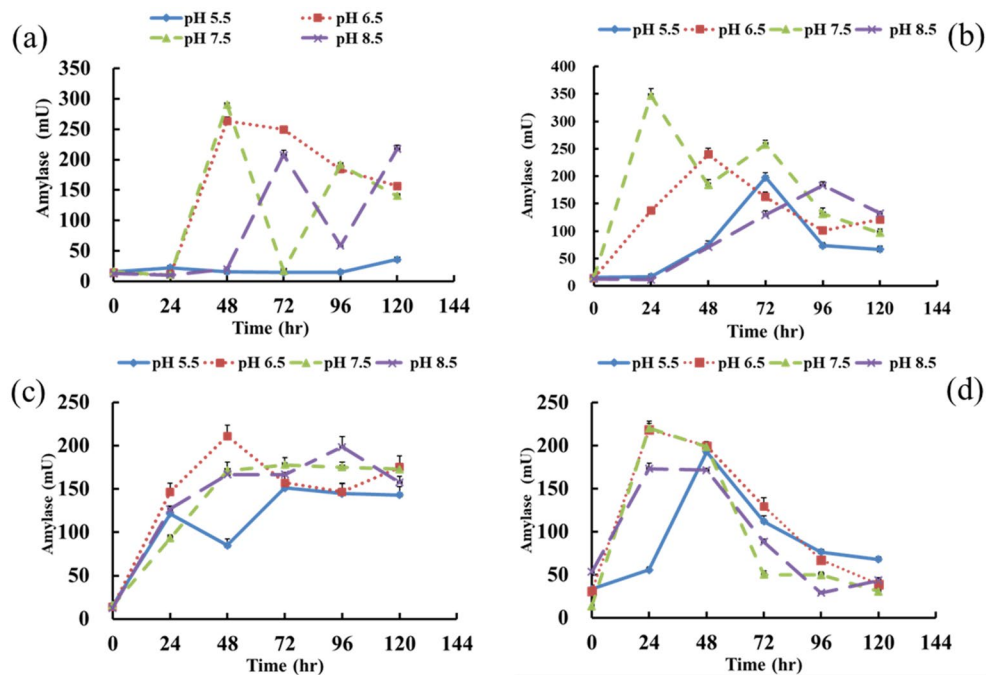 (a)
pH 5.5 pH 6.5
pH 7.5 pH 8.5
350
300
250
200
150
100
50
0
Amylase (mU)
0 24 48 72 96 120 144
Time (hr)
pH 5.5 pH 6.5 pH 7.5 pH 8.5
(b)
400
350
300
250
200
150
100
50
0
Amylase (mU)
0 24 48 72 96 120 144
Time (hr)
pH 5.5 pH 6.5 pH 7.5 pH 8.5
(c)
250
200
150
100
50
0
Amylase (mU)
0 24 48 72 96 120 144
Time (hr)
pH 5.5 pH 6.5 pH 7.5 pH 8.5
(d)
250
200
150
100
50
0
Amylase (mU)
0 24 48 72 96 120 144
Time (hr)